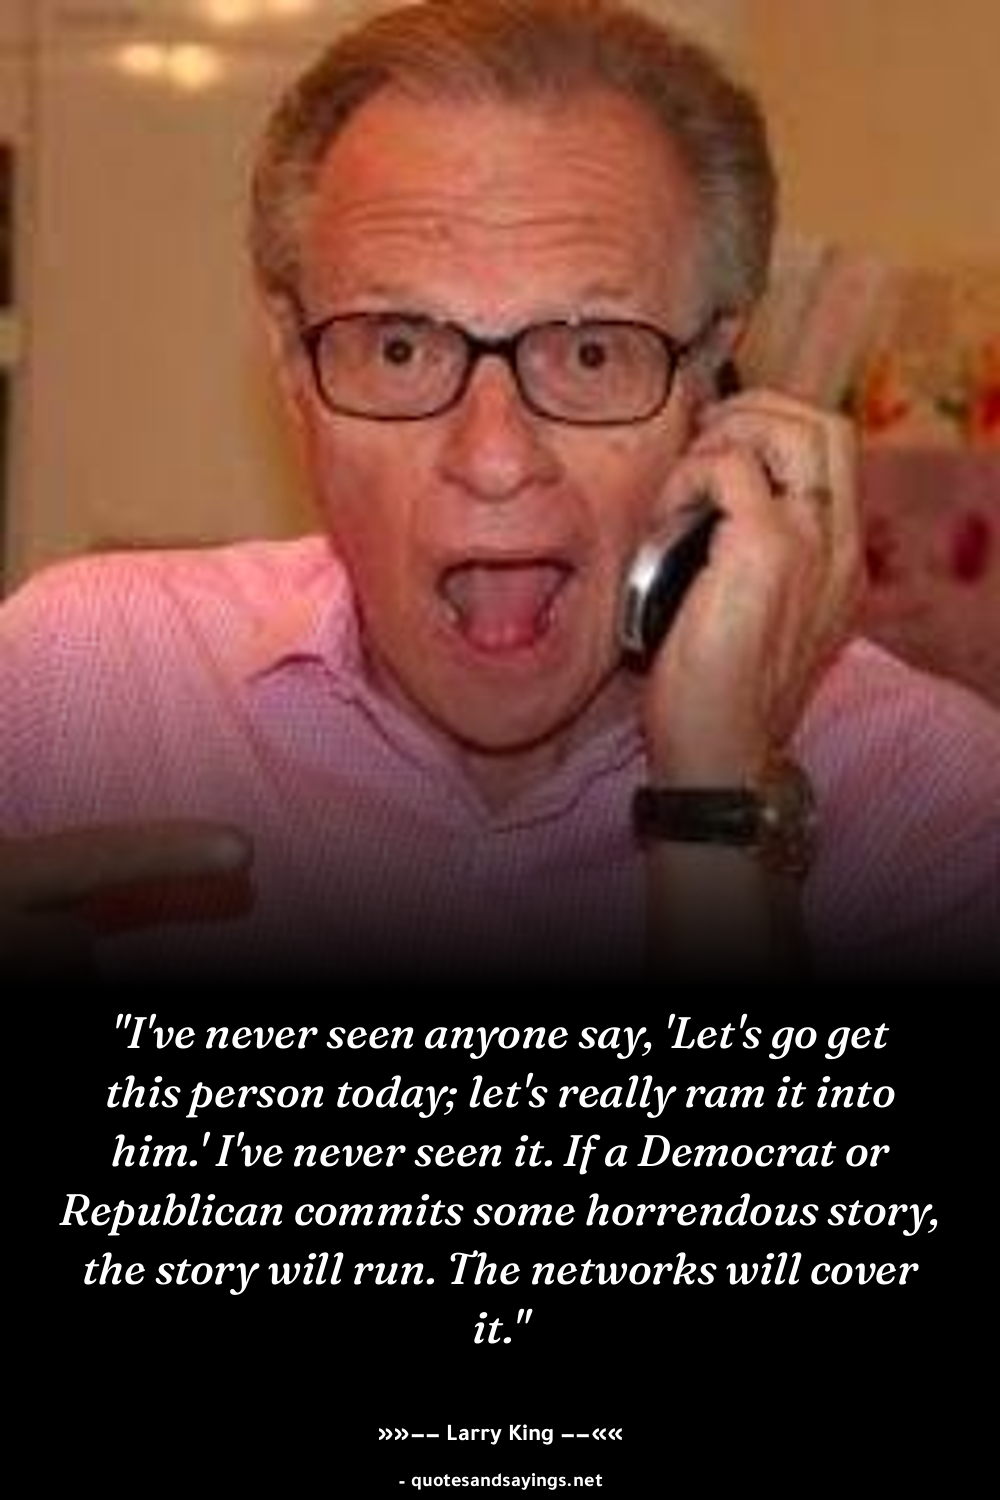 "I've never seen anyone say, 'Let's go get
this person today; let's really ram it into
him.' I've never seen it. If a Democrat or
Republican commits some horrendous story,
the story will run. The networks will cover
it."
»»–– Larry King ––««
- quotesandsayings.net